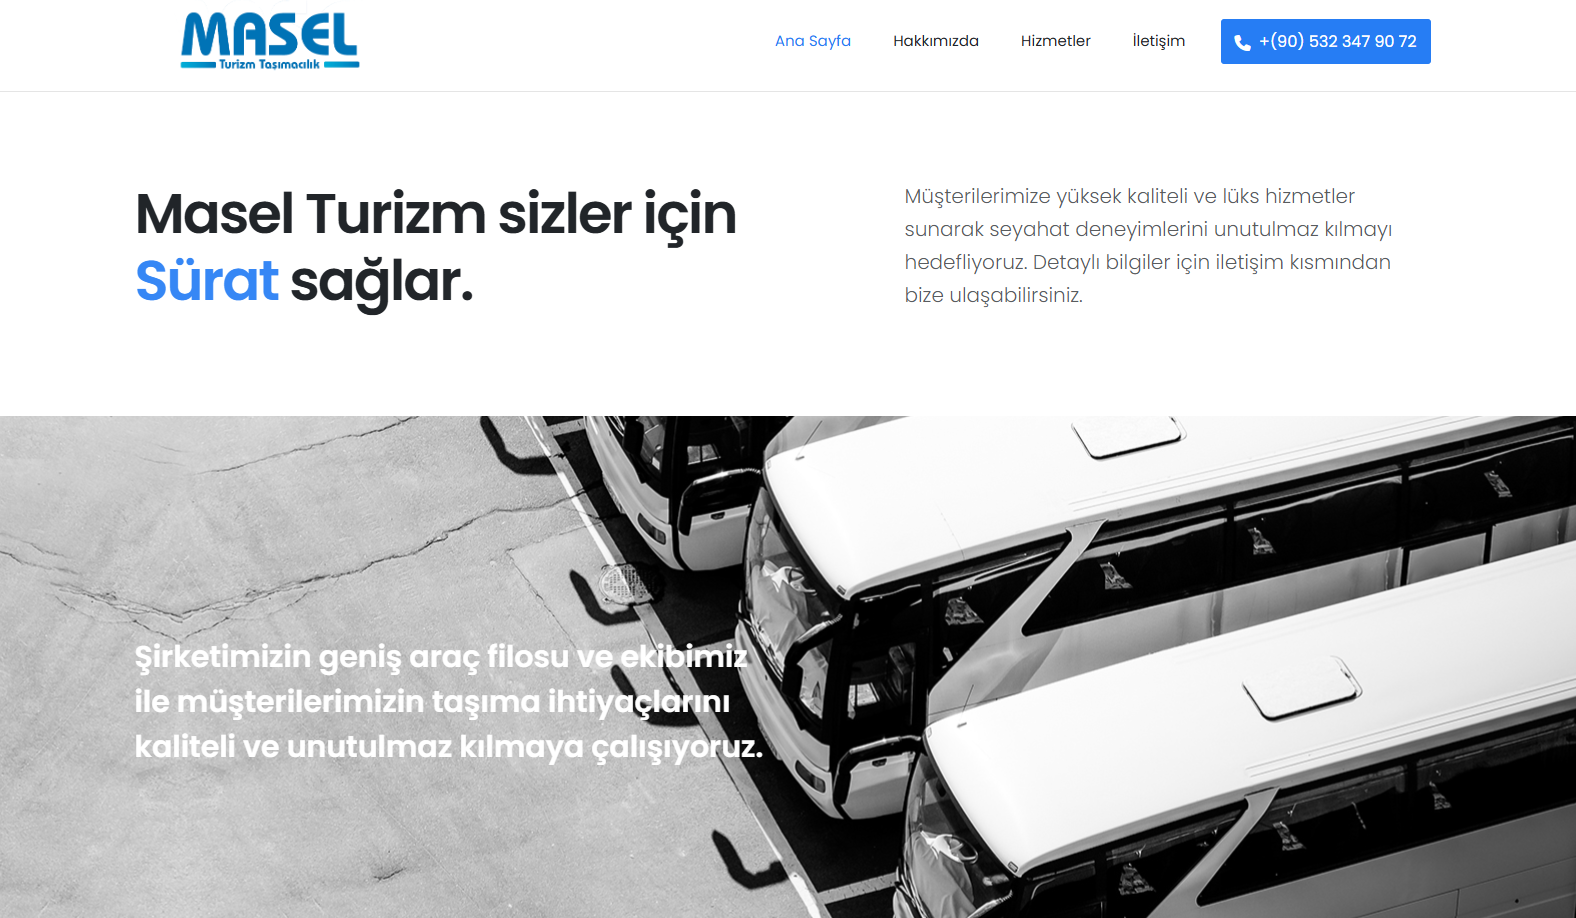 MASEL
Turizm Taşımacılık
Ana Sayfa
Hakkımızda
Hizmetler
İletişim
+(90) 532 347 90 72
Masel Turizm sizler için
Sürat sağlar.
Müşterilerimize yüksek kaliteli ve lüks hizmetler
sunarak seyahat deneyimlerini unutulmaz kılmayı
hedefliyoruz. Detaylı bilgiler için iletişim kısmından
bize ulaşabilirsiniz.
Şirketimizin geniş araç filosu ve ekibimiz
ile müşterilerimizin taşıma ihtiyaçlarını
kaliteli ve unutulmaz kılmaya çalışıyoruz.